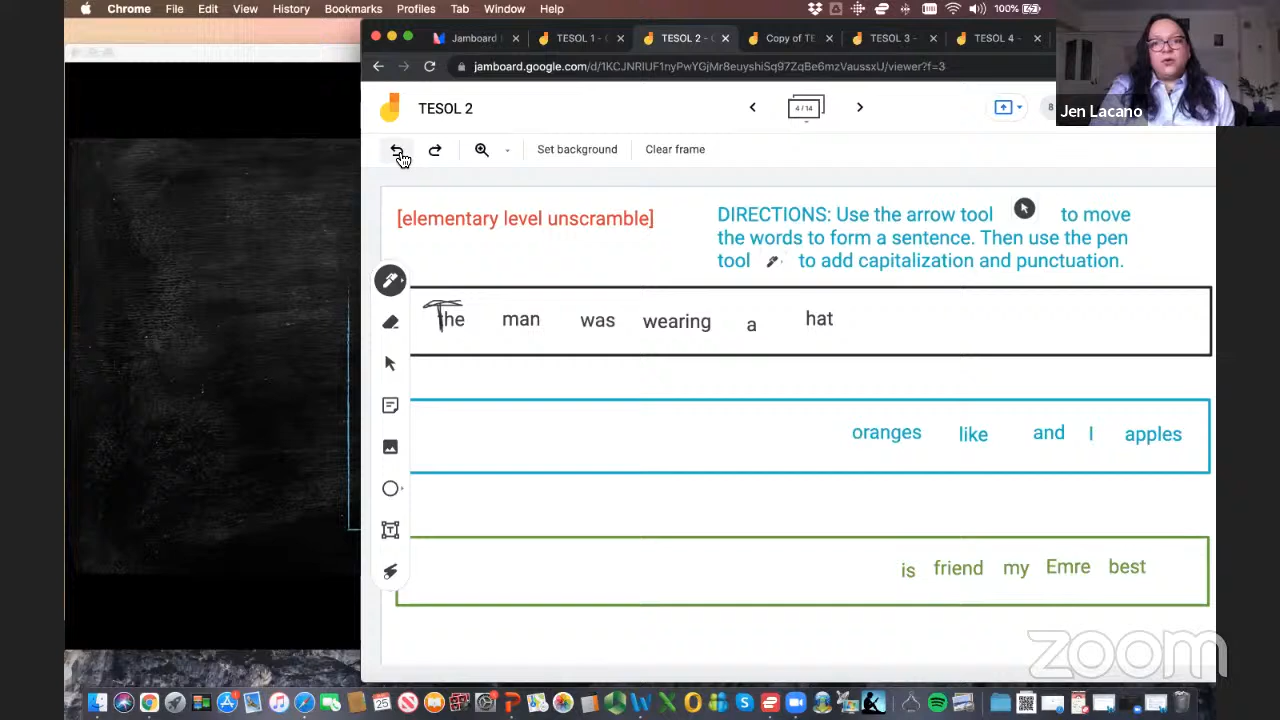 Chrome File Edit View History Bookmarks Profiles Tab Window Help 100%
Jamboard TESOL 1 - TESOL 2 - Copy of TE TESOL 3 - TESOL 4 -
jamboard.google.com/d/1KCJNRIUF1nyPwYGjMr8euyshiSq97ZqBe6mzVaussxU/viewer?f=3
Jen Lacano
TESOL 2 4 / 14
Set background Clear frame
[elementary level unscramble]
DIRECTIONS: Use the arrow tool to move
the words to form a sentence. Then use the pen
tool to add capitalization and punctuation.
The man was wearing a hat
oranges like and I apples
is friend my Emre best
zoom